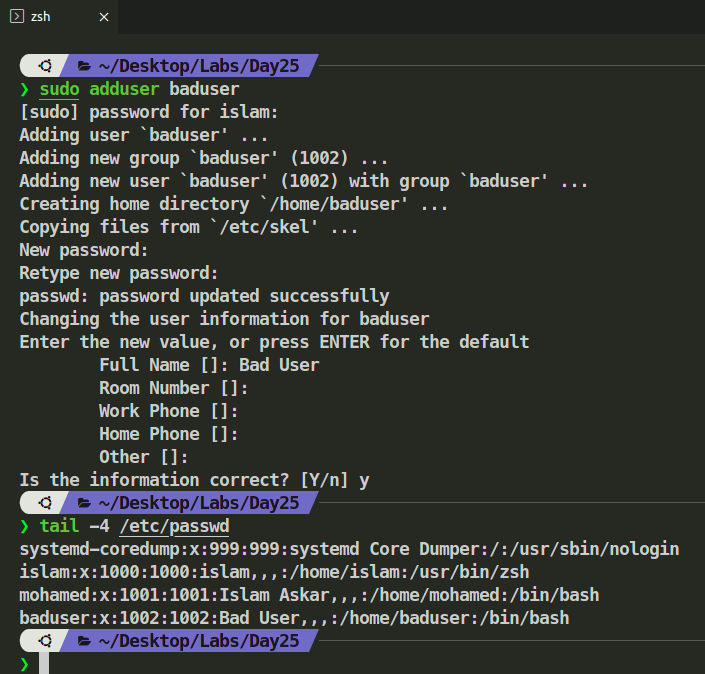 zsh
~/Desktop/Labs/Day25
❯ sudo adduser baduser
[sudo] password for islam:
Adding user `baduser' ...
Adding new group `baduser' (1002) ...
Adding new user `baduser' (1002) with group `baduser' ...
Creating home directory `/home/baduser' ...
Copying files from `/etc/skel' ...
New password:
Retype new password:
passwd: password updated successfully
Changing the user information for baduser
Enter the new value, or press ENTER for the default
Full Name []: Bad User
Room Number []:
Work Phone []:
Home Phone []:
Other []:
Is the information correct? [Y/n] y
~/Desktop/Labs/Day25
❯ tail -4 /etc/passwd
systemd-coredump:x:999:999:systemd Core Dumper:/:/usr/sbin/nologin
islam:x:1000:1000:islam,,,:/home/islam:/usr/bin/zsh
mohamed:x:1001:1001:Islam Askar,,,:/home/mohamed:/bin/bash
baduser:x:1002:1002:Bad User,,,:/home/baduser:/bin/bash
~/Desktop/Labs/Day25
❯